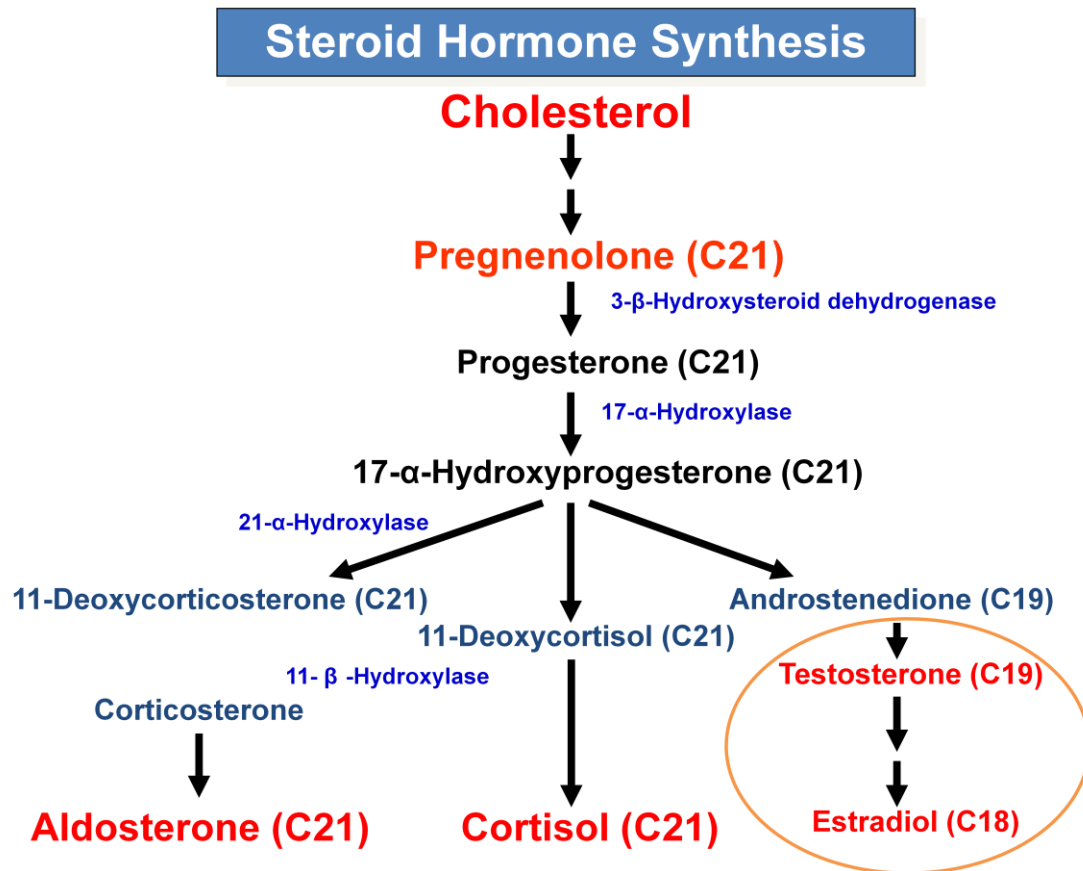 Steroid Hormone Synthesis
Cholesterol
Pregnenolone (C21)
3-β-Hydroxysteroid dehydrogenase
Progesterone (C21)
17-α-Hydroxylase
17-α-Hydroxyprogesterone (C21)
21-α-Hydroxylase
11-Deoxycorticosterone (C21)
Androstenedione (C19)
11-Deoxycortisol (C21)
11- β -Hydroxylase
Testosterone (C19)
Corticosterone
Aldosterone (C21)
Cortisol (C21)
Estradiol (C18)